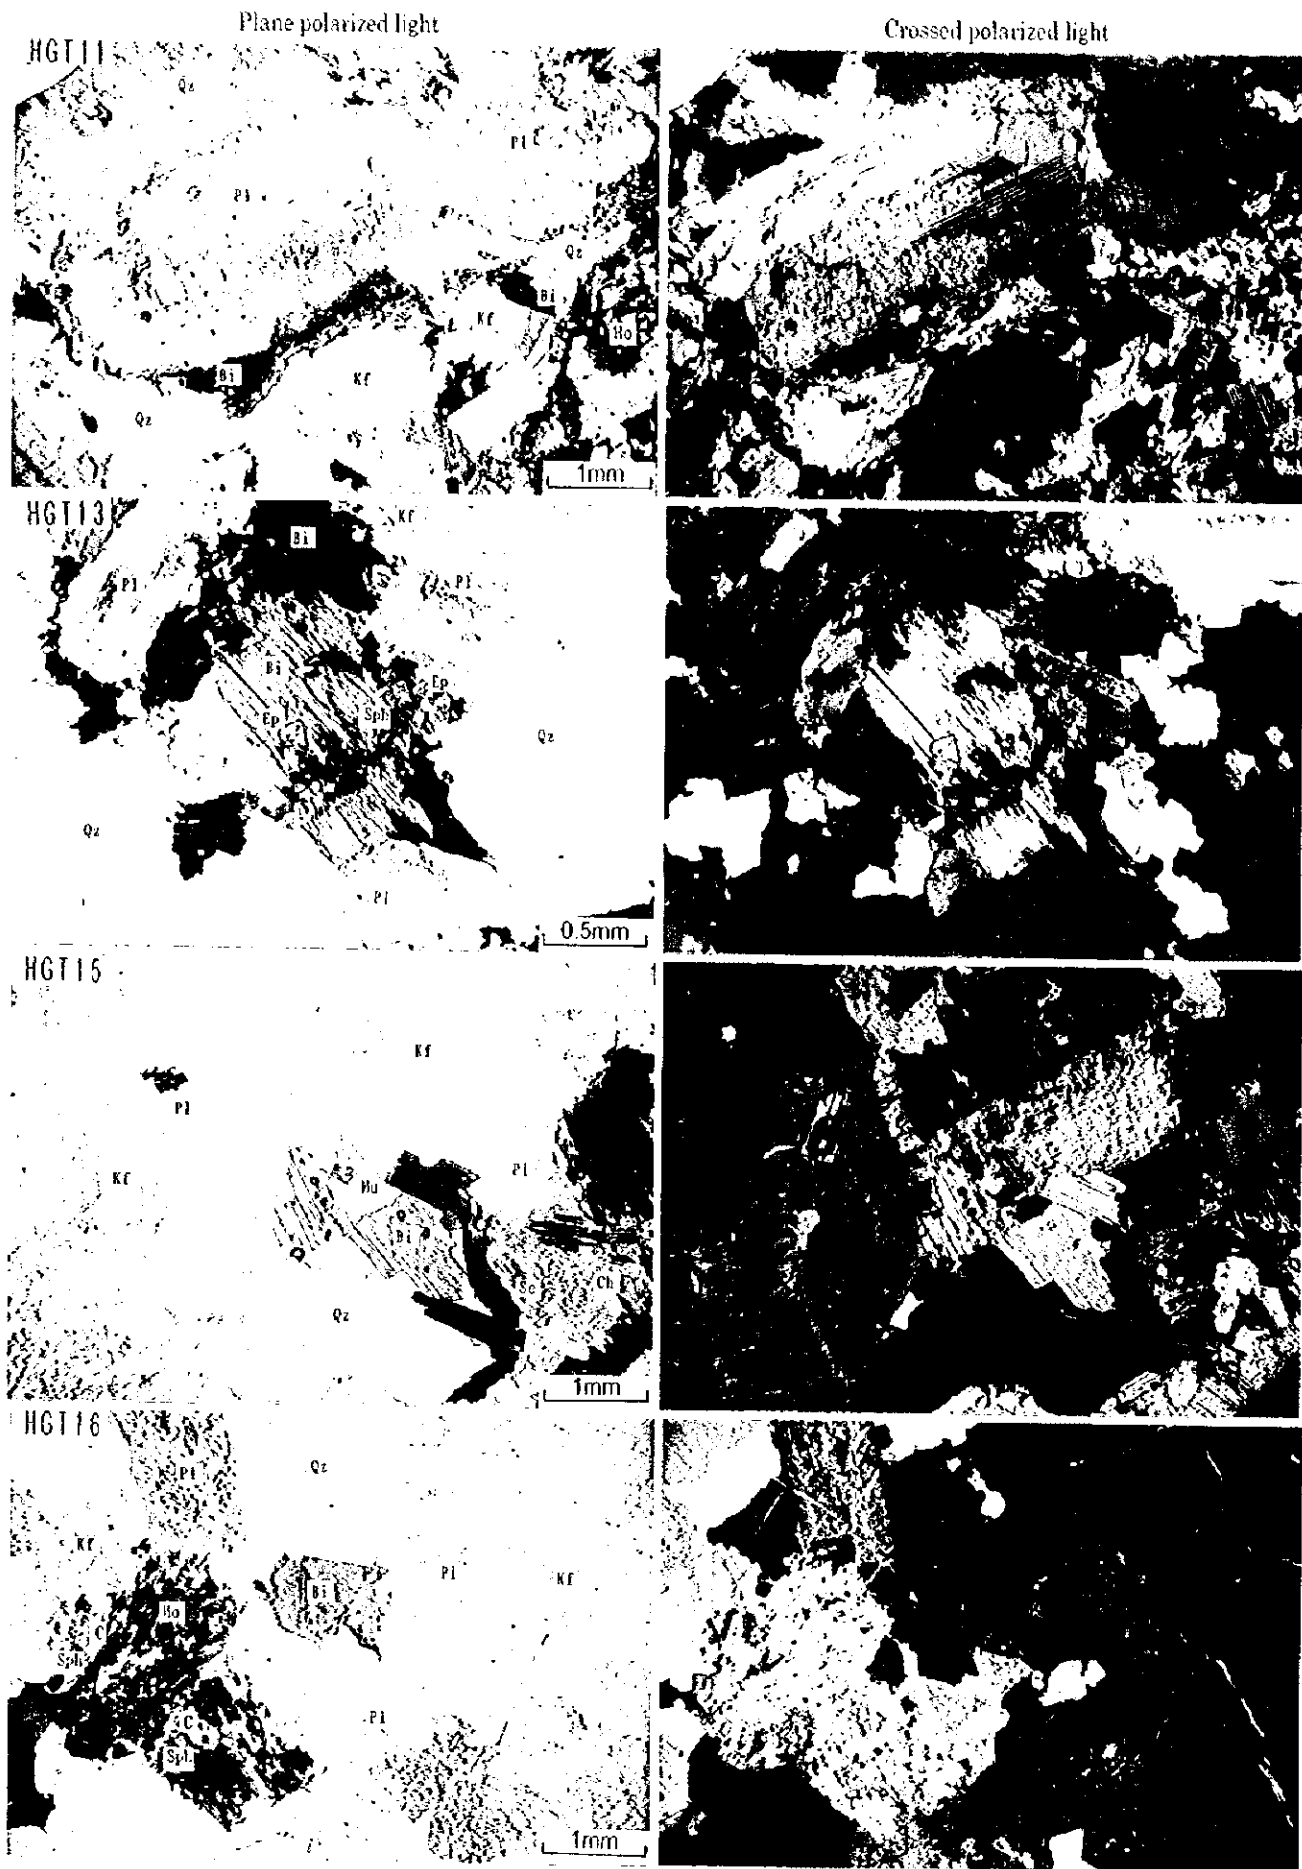 Plane polarized light
Crossed polarized light
HGT11
Qz
Pl
Pl
Qz
Bi
Kf
Ho
Bi
Kf
Qz
1mm
HGT13
Kf
Bi
Pl
Pl
Bi
Ep
Ep
Sph
Qz
Qz
Pl
0.5mm
HGT15
Kf
Pl
Kf
Pl
Mu
Bi
Sc
Ch
Qz
1mm
HGT16
Pl
Qz
Kf
Bi
Pl
Kf
Ho
C
Sph
C
Sph
Pl
1mm